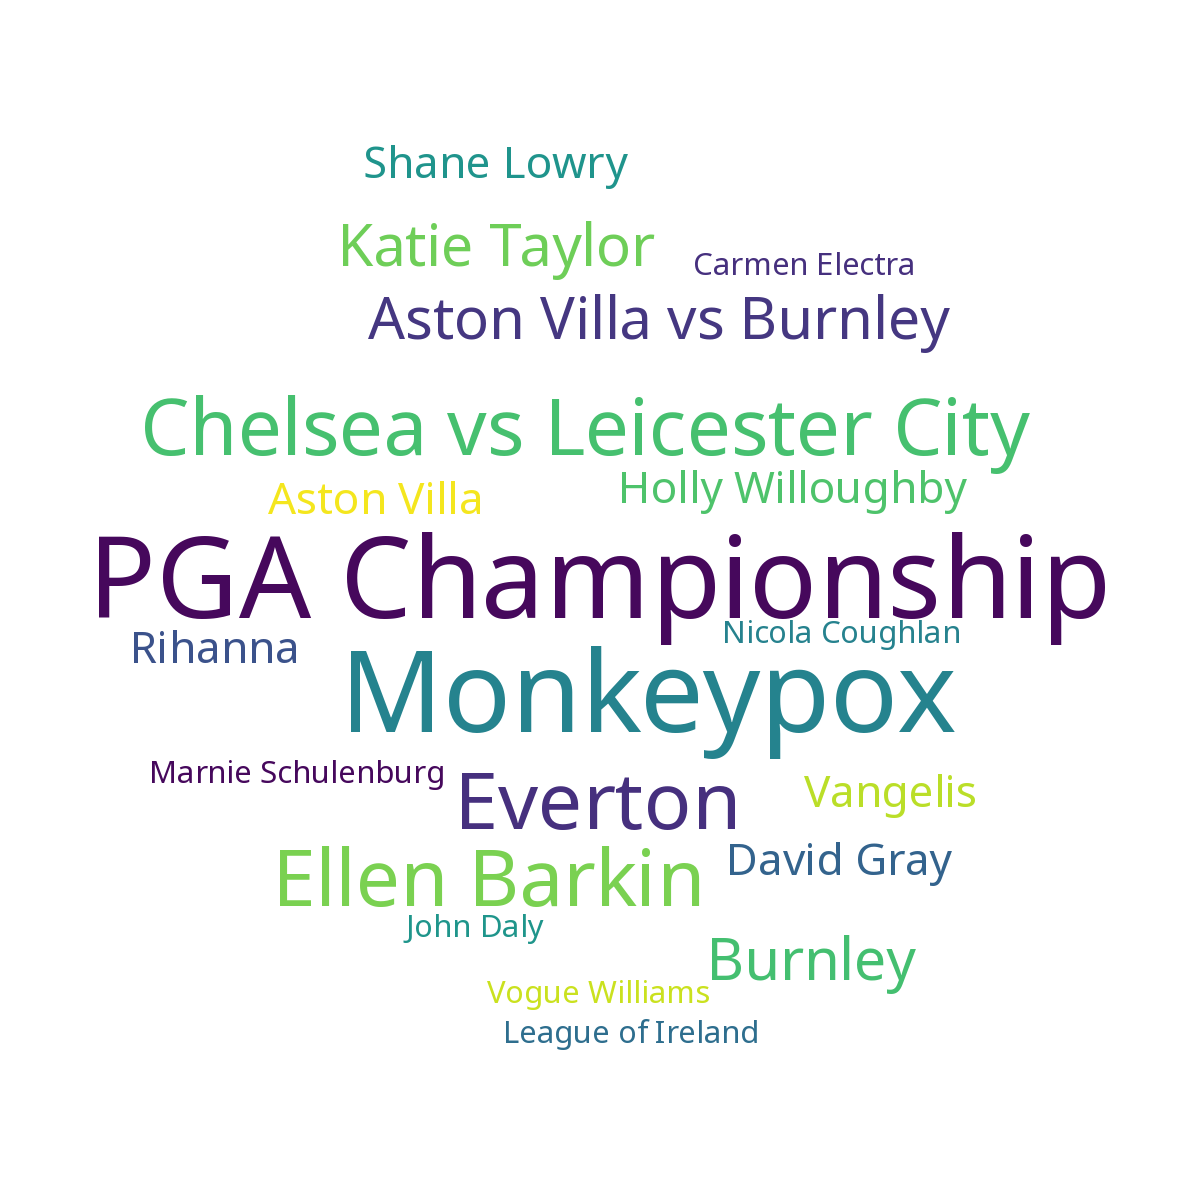 Shane Lowry
Katie Taylor
Carmen Electra
Aston Villa vs Burnley
Chelsea vs Leicester City
Aston Villa
Holly Willoughby
PGA Championship
Rihanna
Nicola Coughlan
Monkeypox
Marnie Schulenburg
Everton
Vangelis
Ellen Barkin
David Gray
John Daly
Burnley
Vogue Williams
League of Ireland